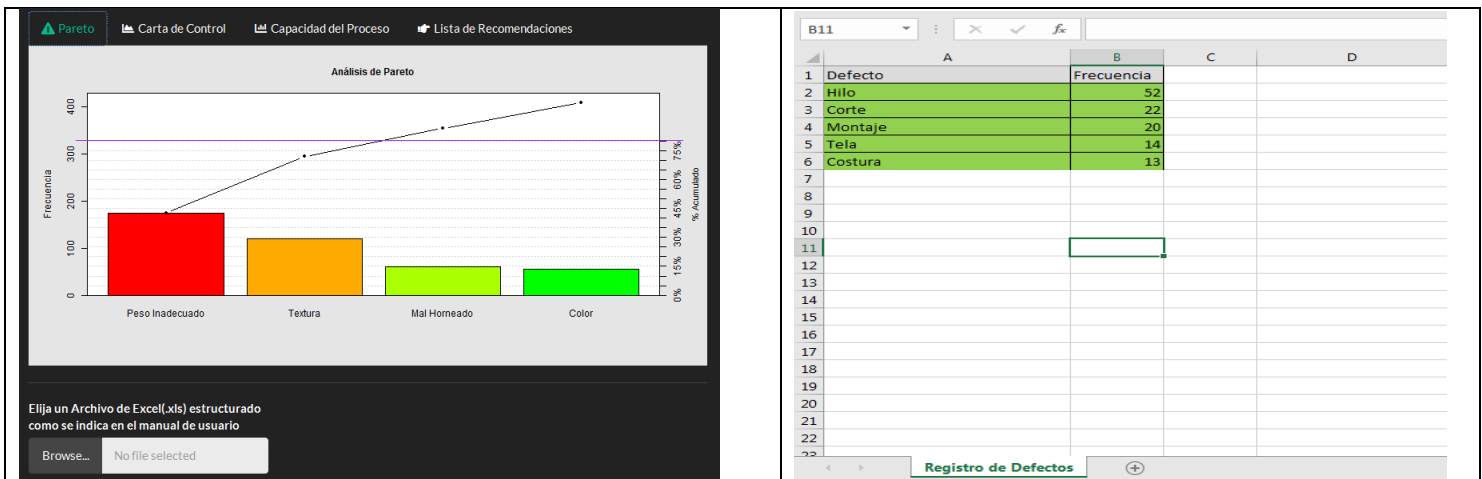 Pareto Carta de Control Capacidad del Proceso Lista de Recomendaciones
Análisis de Pareto
Frecuencia
0 100 200 300 400
0% 15% 30% 45% 60% 75%
% Acumulado
Peso Inadecuado Textura Mal Horneado Color
Elija un Archivo de Excel(.xls) estructurado
como se indica en el manual de usuario
Browse... No file selected
B11 fx
A B C D
1 Defecto Frecuencia
2 Hilo 52
3 Corte 22
4 Montaje 20
5 Tela 14
6 Costura 13
7
8
9
10
11
12
13
14
15
16
17
18
19
20
21
22
23
Registro de Defectos